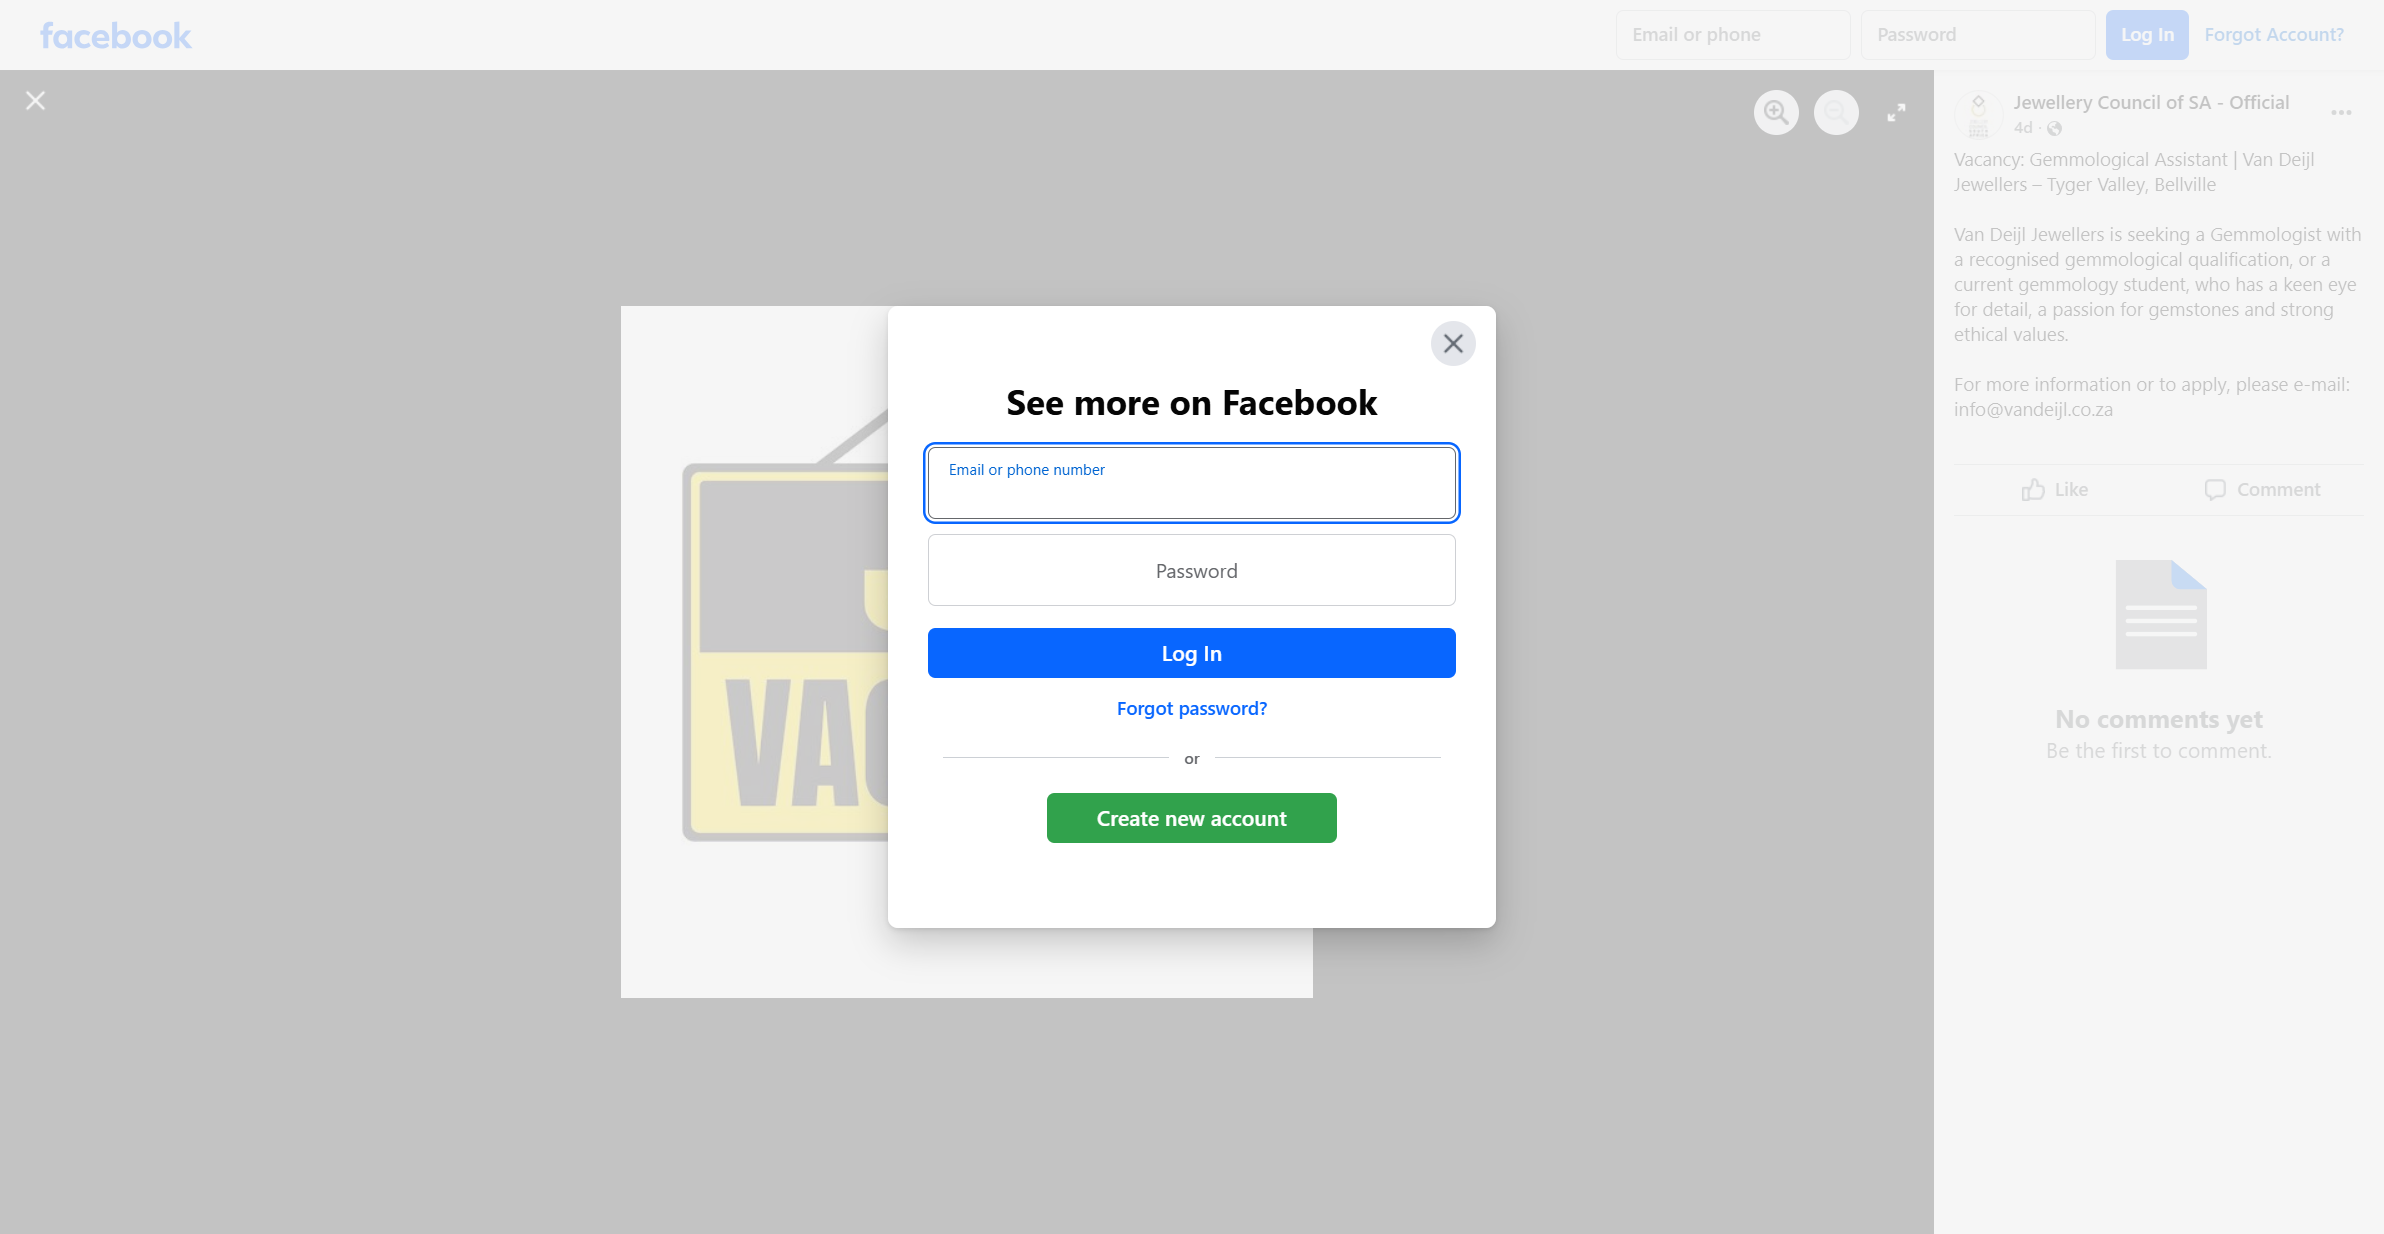 facebook
Email or phone
Password
Log In
Forgot Account?
Jewellery Council of SA - Official
4d ·
Vacancy: Gemmological Assistant | Van Deijl
Jewellers – Tyger Valley, Bellville
Van Deijl Jewellers is seeking a Gemmologist with
a recognised gemmological qualification, or a
current gemmology student, who has a keen eye
for detail, a passion for gemstones and strong
ethical values.
For more information or to apply, please e-mail:
info@vandeijl.co.za
Like
Comment
No comments yet
Be the first to comment.
See more on Facebook
Email or phone number
Password
Log In
Forgot password?
or
Create new account